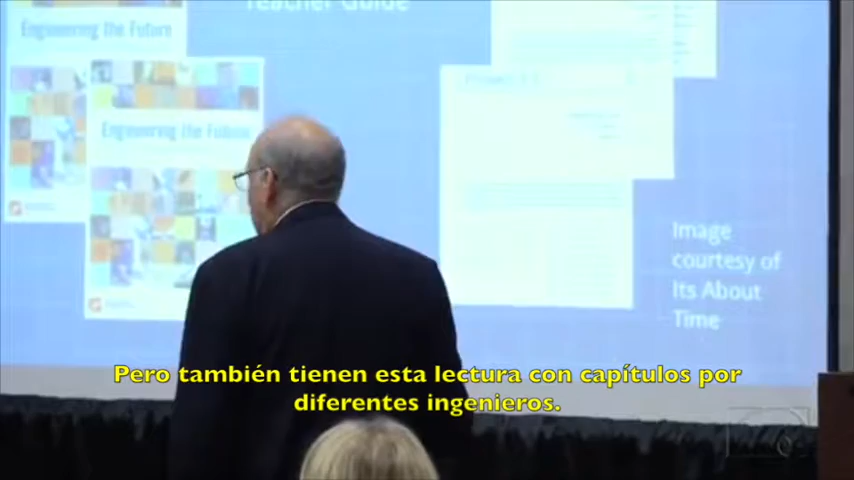 Teacher Guide
Engineering the Future
Engineering the Future
Image
courtesy of
Its About
Time
Pero también tienen esta lectura con capítulos por
diferentes ingenieros.